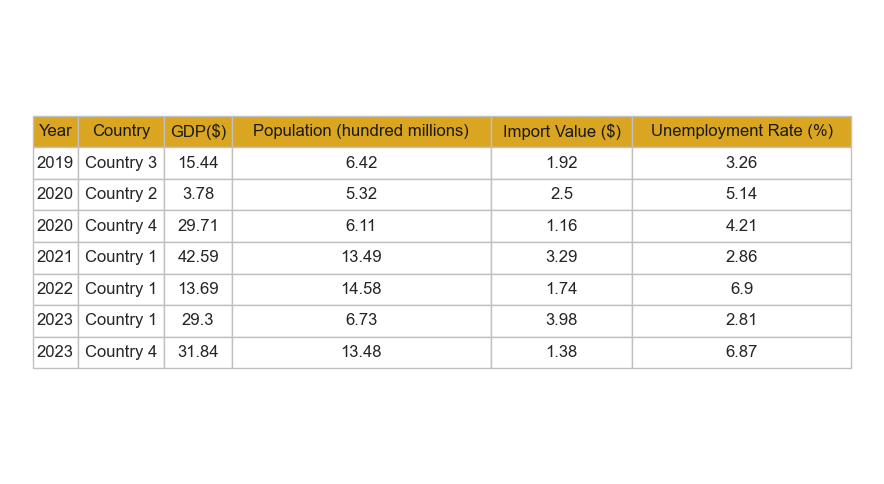 Year Country GDP($) Population (hundred millions) Import Value ($) Unemployment Rate (%)
2019 Country 3 15.44 6.42 1.92 3.26
2020 Country 2 3.78 5.32 2.5 5.14
2020 Country 4 29.71 6.11 1.16 4.21
2021 Country 1 42.59 13.49 3.29 2.86
2022 Country 1 13.69 14.58 1.74 6.9
2023 Country 1 29.3 6.73 3.98 2.81
2023 Country 4 31.84 13.48 1.38 6.87